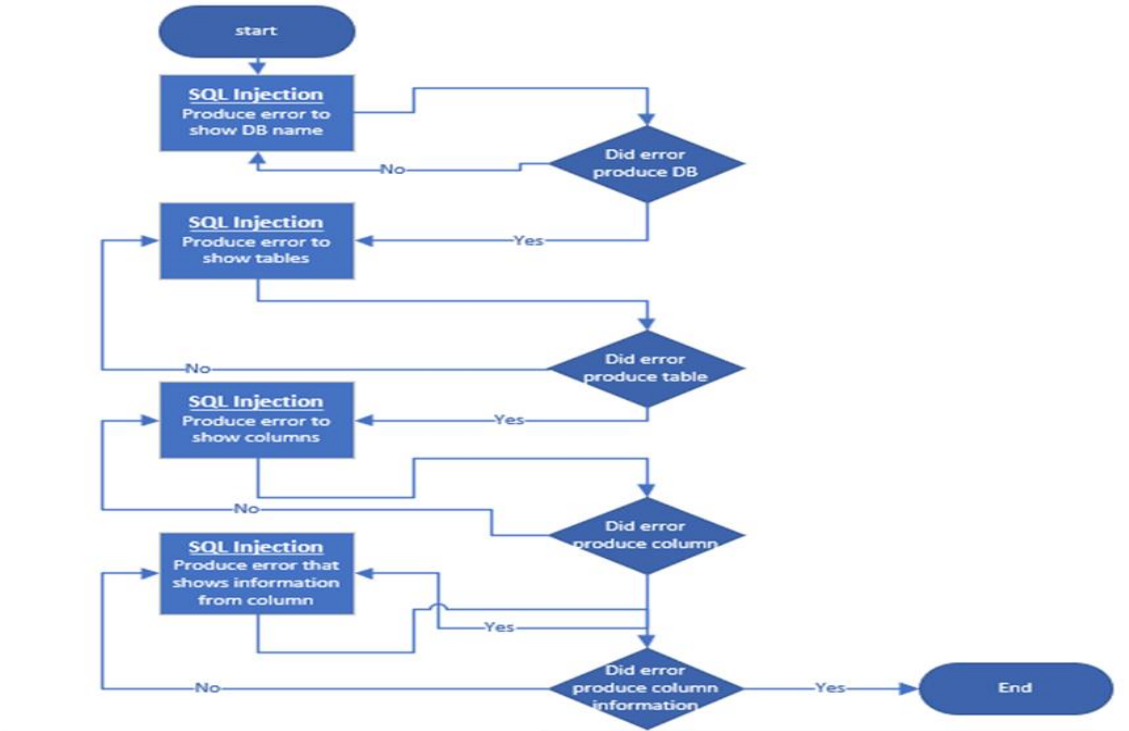 start
SQL Injection
Produce error to
show DB name
Did error
produce DB
No
SQL Injection
Produce error to
show tables
Yes
Did error
produce table
No
SQL Injection
Produce error to
show columns
Yes
No
Did error
produce column
SQL Injection
Produce error that
shows information
from column
Yes
Did error
produce column
information
No
Yes
End